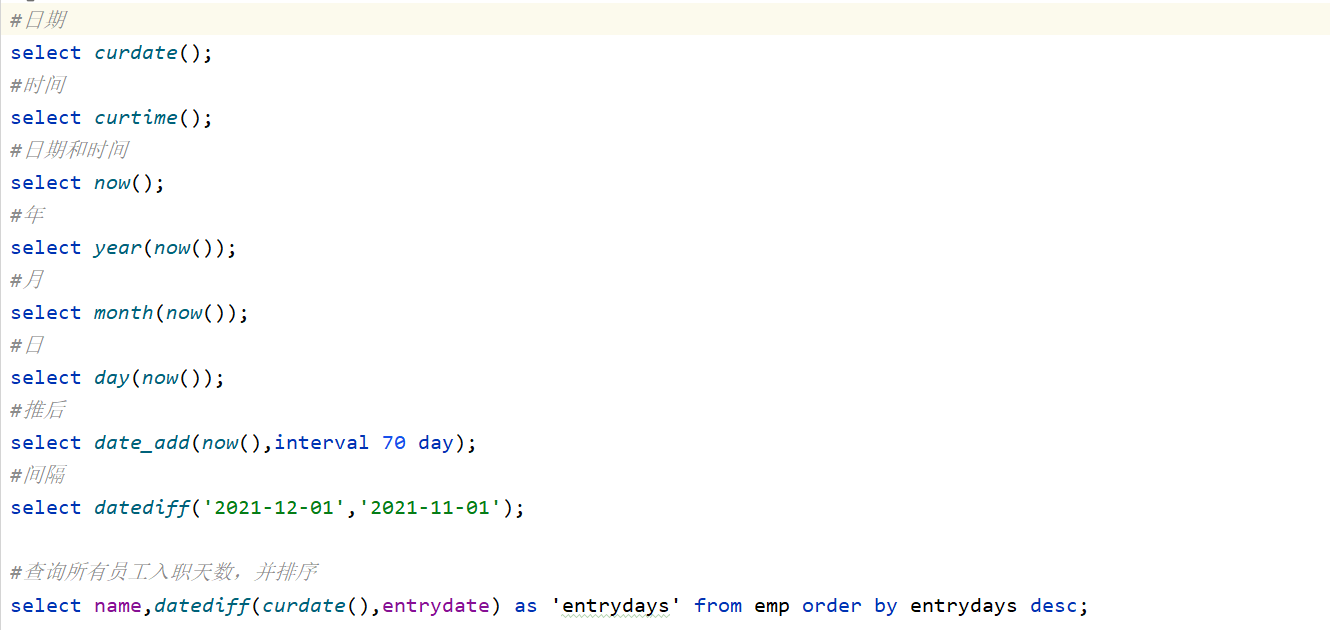 #日期
select curdate();
#时间
select curtime();
#日期和时间
select now();
#年
select year(now());
#月
select month(now());
#日
select day(now());
#推后
select date_add(now(),interval 70 day);
#间隔
select datediff('2021-12-01','2021-11-01');
#查询所有员工入职天数，并排序
select name,datediff(curdate(),entrydate) as 'entrydays' from emp order by entrydays desc;